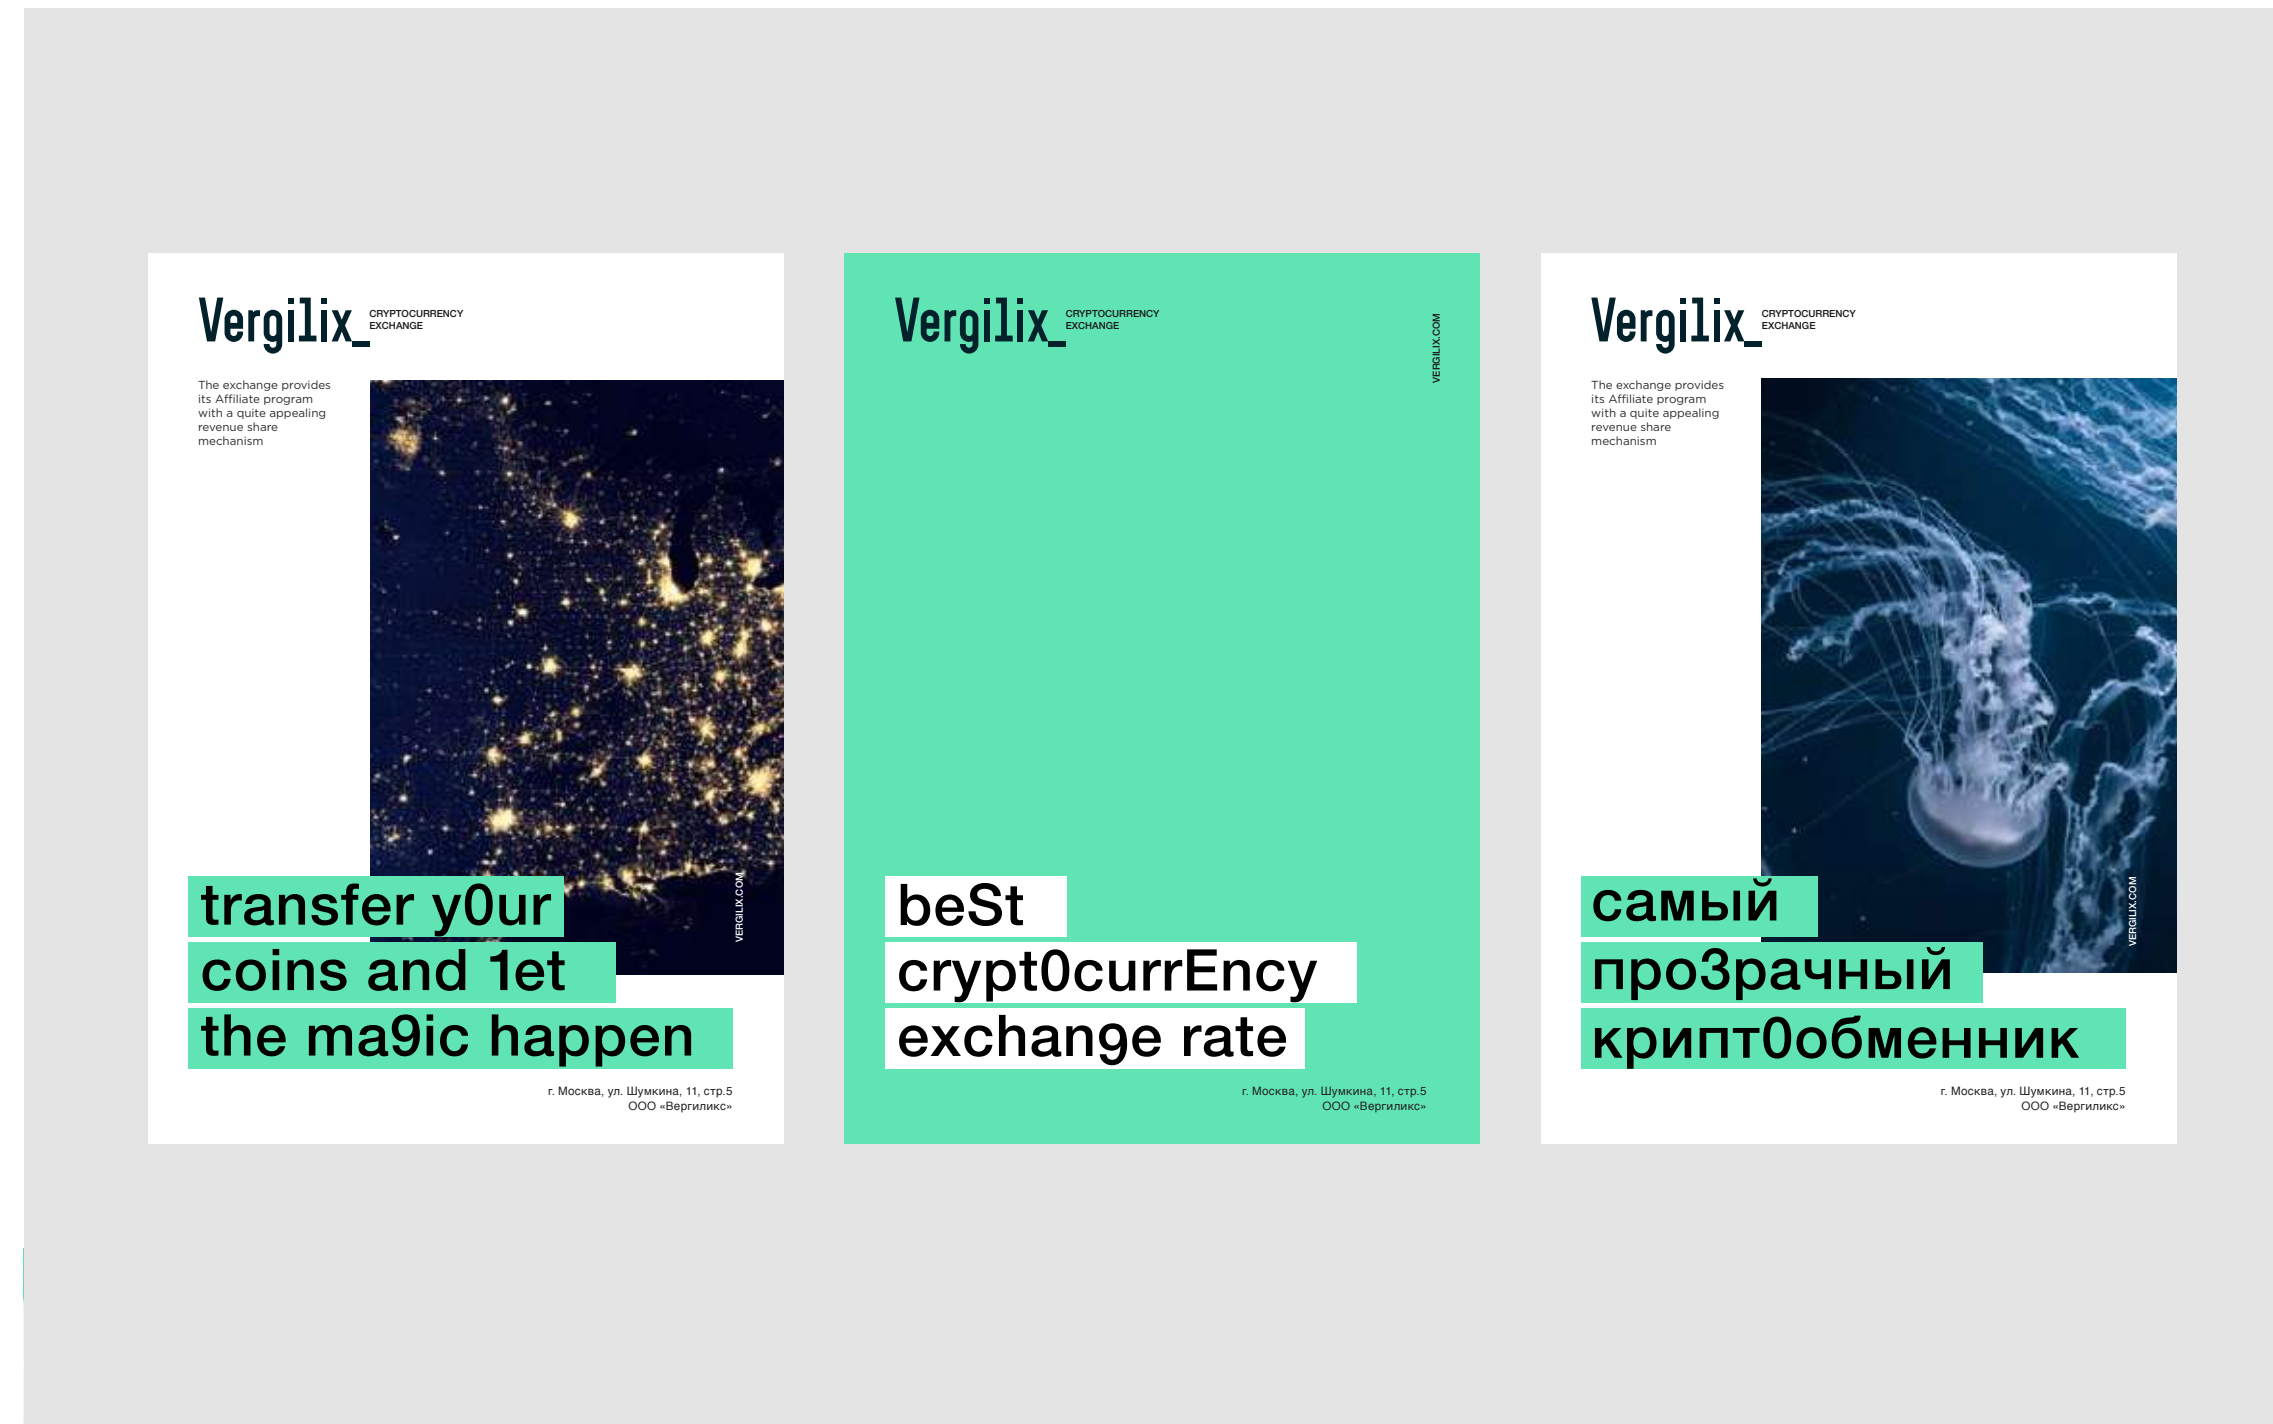 Vergilix_
CRYPTOCURRENCY
EXCHANGE
The exchange provides
its Affiliate program
with a quite appealing
revenue share
mechanism
VERGILIX.COM
transfer y0ur
coins and 1et
the ma9ic happen
г. Москва, ул. Шумкина, 11, стр.5
ООО «Вергиликс»
Vergilix_
CRYPTOCURRENCY
EXCHANGE
VERGILIX.COM
beSt
crypt0currEncy
exchan9e rate
г. Москва, ул. Шумкина, 11, стр.5
ООО «Вергиликс»
Vergilix_
CRYPTOCURRENCY
EXCHANGE
The exchange provides
its Affiliate program
with a quite appealing
revenue share
mechanism
VERGILIX.COM
самый
про3рачный
крипт0обменник
г. Москва, ул. Шумкина, 11, стр.5
ООО «Вергиликс»